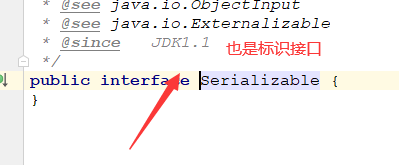 * @see java.io.ObjectInput
* @see java.io.Externalizable
* @since   JDK1.1
也是标识接口
*/
public interface Serializable {
}